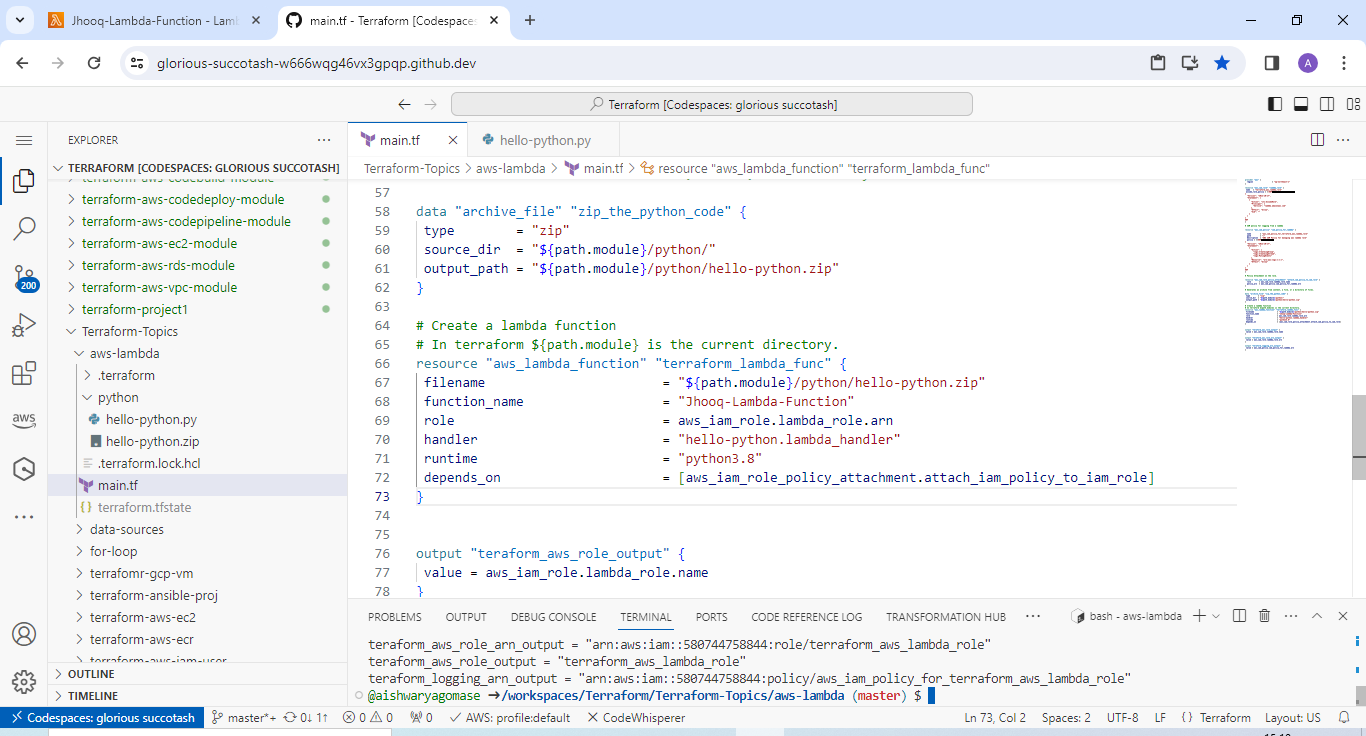 Jhooq-Lambda-Function - Lamb
main.tf - Terraform [Codespaces:
glorious-succotash-w666wqg46vx3gpqp.github.dev
A
Terraform [Codespaces: glorious succotash]
EXPLORER
TERRAFORM [CODESPACES: GLORIOUS SUCCOTASH]
terraform-aws-codebuild-module
terraform-aws-codedeploy-module
terraform-aws-codepipeline-module
terraform-aws-ec2-module
terraform-aws-rds-module
terraform-aws-vpc-module
terraform-project1
Terraform-Topics
aws-lambda
.terraform
python
hello-python.py
hello-python.zip
.terraform.lock.hcl
main.tf
terraform.tfstate
data-sources
for-loop
terrafomr-gcp-vm
terraform-ansible-proj
terraform-aws-ec2
terraform-aws-ecr
terraform-aws-iam-user
OUTLINE
TIMELINE
200
aws
main.tf
hello-python.py
Terraform-Topics > aws-lambda > main.tf > resource "aws_lambda_function" "terraform_lambda_func"
57
58 data "archive_file" "zip_the_python_code" {
59 type = "zip"
60 source_dir = "${path.module}/python/"
61 output_path = "${path.module}/python/hello-python.zip"
62 }
63
64 # Create a lambda function
65 # In terraform ${path.module} is the current directory.
66 resource "aws_lambda_function" "terraform_lambda_func" {
67 filename = "${path.module}/python/hello-python.zip"
68 function_name = "Jhooq-Lambda-Function"
69 role = aws_iam_role.lambda_role.arn
70 handler = "hello-python.lambda_handler"
71 runtime = "python3.8"
72 depends_on = [aws_iam_role_policy_attachment.attach_iam_policy_to_iam_role]
73 }
74
75
76 output "teraform_aws_role_output" {
77 value = aws_iam_role.lambda_role.name
78 }
PROBLEMS OUTPUT DEBUG CONSOLE TERMINAL PORTS CODE REFERENCE LOG TRANSFORMATION HUB
bash - aws-lambda
teraform_aws_role_arn_output = "arn:aws:iam::580744758844:role/terraform_aws_lambda_role"
teraform_aws_role_output = "terraform_aws_lambda_role"
teraform_logging_arn_output = "arn:aws:iam::580744758844:policy/aws_iam_policy_for_terraform_aws_lambda_role"
@aishwaryagomase ➜/workspaces/Terraform/Terraform-Topics/aws-lambda (master) $
Codespaces: glorious succotash
master*+
0↓ 1↑
0
0
0
AWS: profile:default
CodeWhisperer
Ln 73, Col 2
Spaces: 2
UTF-8
LF
{ } Terraform
Layout: US